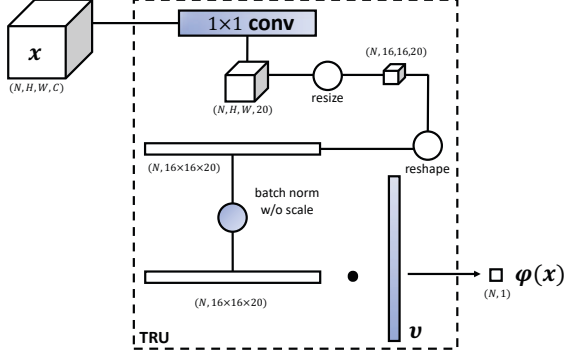 1×1 conv
x
(N,H,W,C)
(N,H,W,20)
resize
(N,16,16,20)
reshape
(N,16×16×20)
batch norm
w/o scale
(N,16×16×20)
υ
φ(x)
(N,1)
TRU